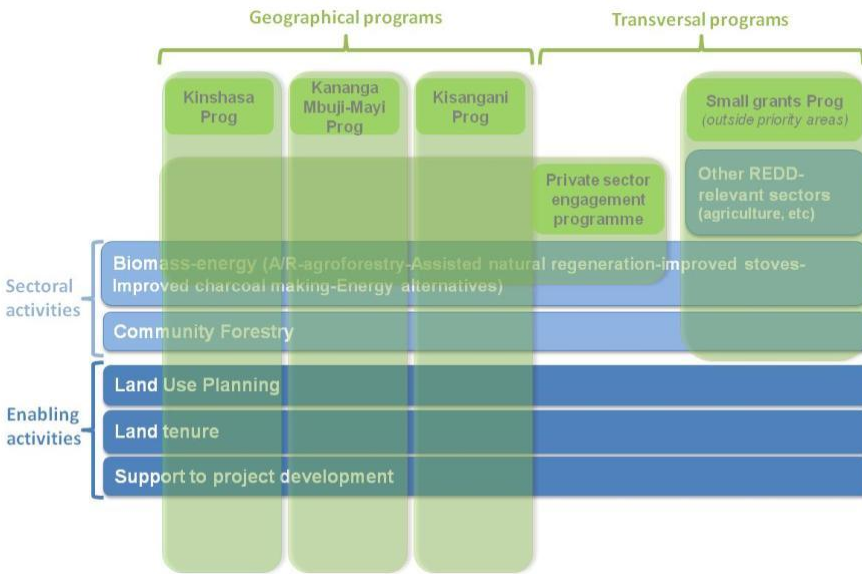 Geographical programs
Transversal programs
Kinshasa
Prog
Kananga
Mbuji-Mayi
Prog
Kisangani
Prog
Small grants Prog
(outside priority areas)
Private sector
engagement
programme
Other REDD-
relevant sectors
(agriculture, etc)
Sectoral
activities
Biomass-energy (A/R-agroforestry-Assisted natural regeneration-improved stoves-
Improved charcoal making-Energy alternatives)
Community Forestry
Enabling
activities
Land Use Planning
Land tenure
Support to project development